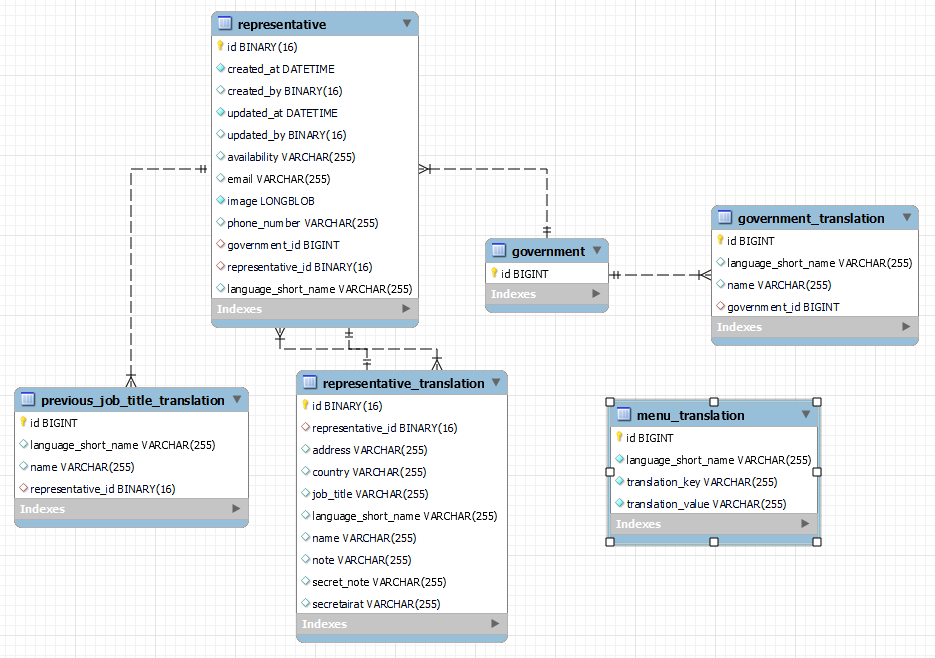 representative
id BINARY(16)
created_at DATETIME
created_by BINARY(16)
updated_at DATETIME
updated_by BINARY(16)
availability VARCHAR(255)
email VARCHAR(255)
image LONGBLOB
phone_number VARCHAR(255)
government_id BIGINT
representative_id BINARY(16)
language_short_name VARCHAR(255)
Indexes
government
id BIGINT
Indexes
government_translation
id BIGINT
language_short_name VARCHAR(255)
name VARCHAR(255)
government_id BIGINT
Indexes
previous_job_title_translation
id BIGINT
language_short_name VARCHAR(255)
name VARCHAR(255)
representative_id BINARY(16)
Indexes
representative_translation
id BINARY(16)
representative_id BINARY(16)
address VARCHAR(255)
country VARCHAR(255)
job_title VARCHAR(255)
language_short_name VARCHAR(255)
name VARCHAR(255)
note VARCHAR(255)
secret_note VARCHAR(255)
secretairat VARCHAR(255)
Indexes
menu_translation
id BIGINT
language_short_name VARCHAR(255)
translation_key VARCHAR(255)
translation_value VARCHAR(255)
Indexes